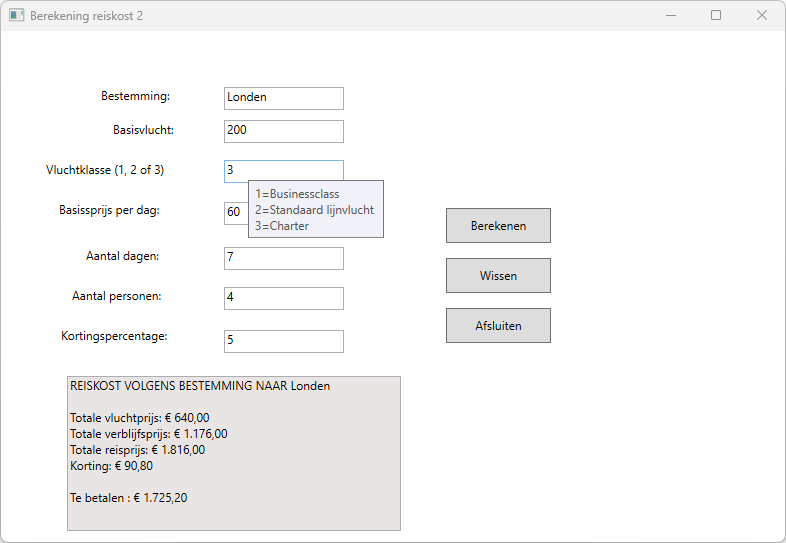 Berekening reiskost 2
Bestemming: Londen
Basisvlucht: 200
Vluchtklasse (1, 2 of 3) 3
1=Businessclass
2=Standaard lijnvlucht
3=Charter
Basissprijs per dag: 60
Berekenen
Aantal dagen: 7
Wissen
Aantal personen: 4
Afsluiten
Kortingspercentage: 5
REISKOST VOLGENS BESTEMMING NAAR Londen
Totale vluchtprijs: € 640,00
Totale verblijfsprijs: € 1.176,00
Totale reisprijs: € 1.816,00
Korting: € 90,80
Te betalen : € 1.725,20